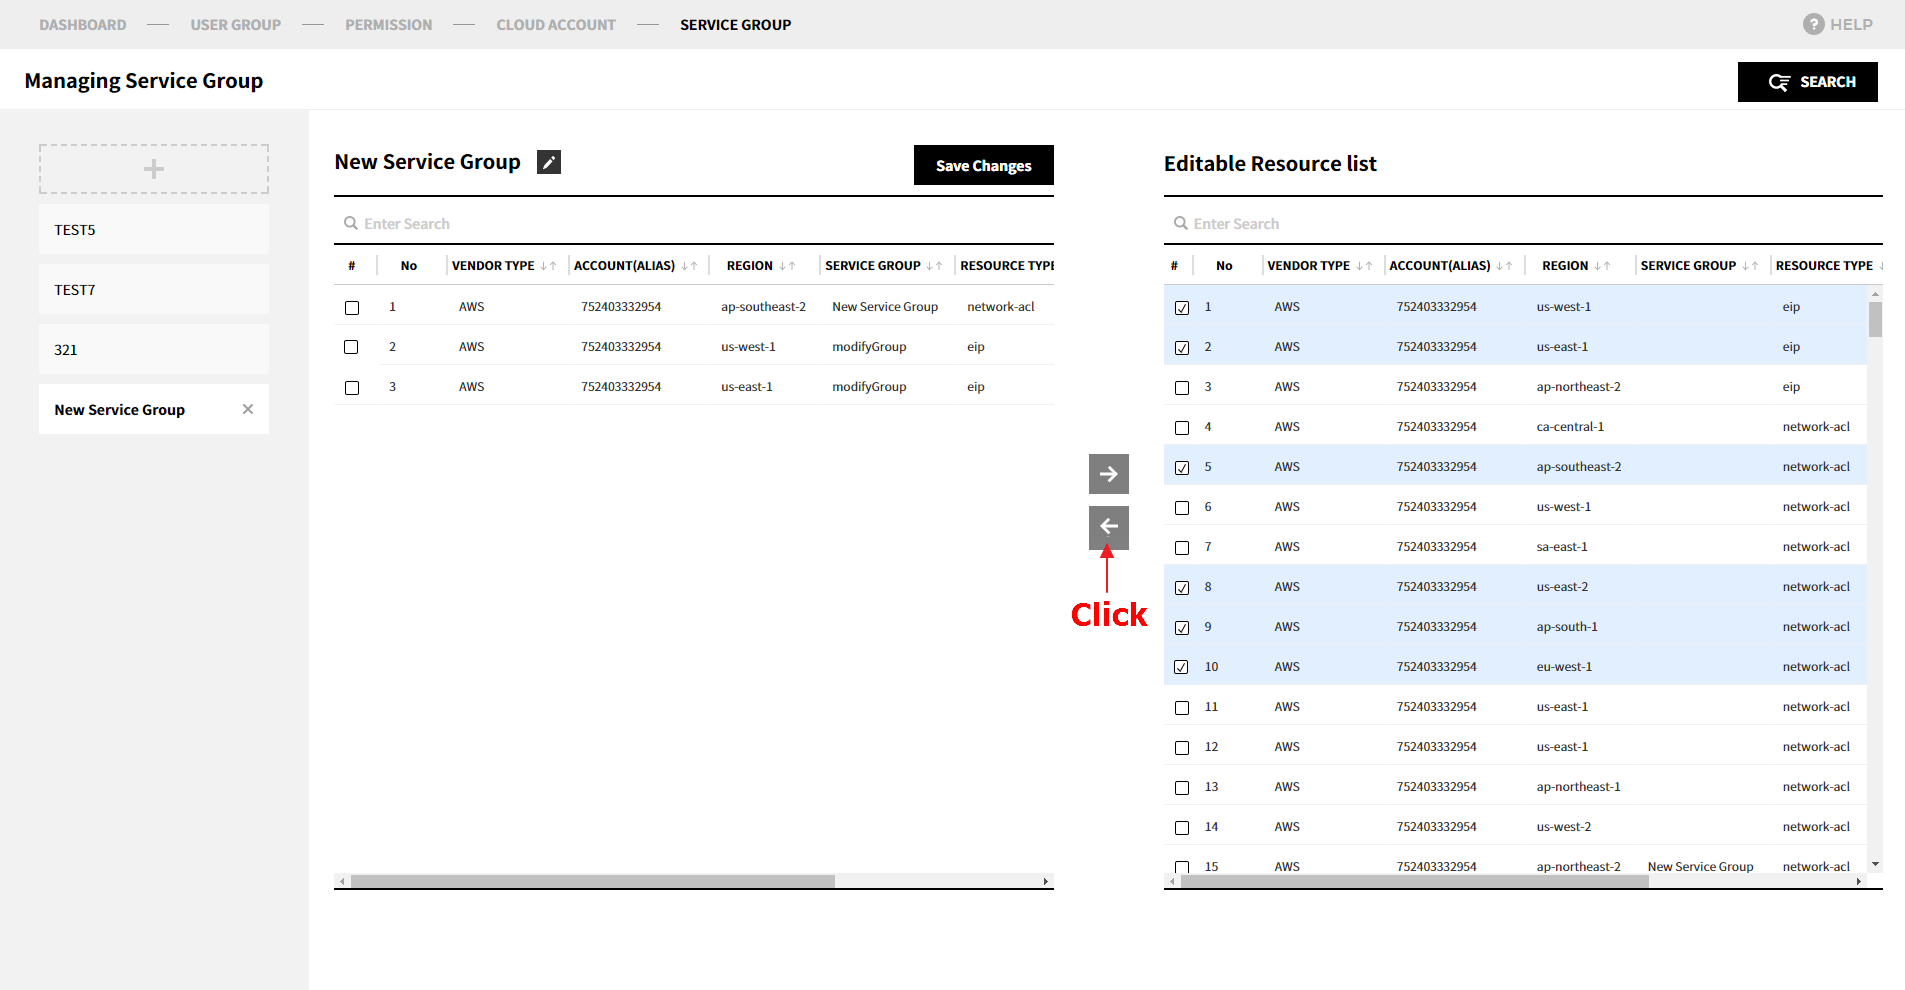 DASHBOARD — USER GROUP — PERMISSION — CLOUD ACCOUNT — SERVICE GROUP
? HELP
Managing Service Group
SEARCH
+
TEST5
TEST7
321
New Service Group ×
New Service Group
Save Changes
Enter Search
# No VENDOR TYPE ↓↑ ACCOUNT(ALIAS) ↓↑ REGION ↓↑ SERVICE GROUP ↓↑ RESOURCE TYPE
1 AWS 752403332954 ap-southeast-2 New Service Group network-acl
2 AWS 752403332954 us-west-1 modifyGroup eip
3 AWS 752403332954 us-east-1 modifyGroup eip
→
←
Click
Editable Resource list
Enter Search
# No VENDOR TYPE ↓↑ ACCOUNT(ALIAS) ↓↑ REGION ↓↑ SERVICE GROUP ↓↑ RESOURCE TYPE ↓
1 AWS 752403332954 us-west-1 eip
2 AWS 752403332954 us-east-1 eip
3 AWS 752403332954 ap-northeast-2 eip
4 AWS 752403332954 ca-central-1 network-acl
5 AWS 752403332954 ap-southeast-2 network-acl
6 AWS 752403332954 us-west-1 network-acl
7 AWS 752403332954 sa-east-1 network-acl
8 AWS 752403332954 us-east-2 network-acl
9 AWS 752403332954 ap-south-1 network-acl
10 AWS 752403332954 eu-west-1 network-acl
11 AWS 752403332954 us-east-1 network-acl
12 AWS 752403332954 us-east-1 network-acl
13 AWS 752403332954 ap-northeast-1 network-acl
14 AWS 752403332954 us-west-2 network-acl
15 AWS 752403332954 ap-northeast-2 New Service Group network-acl